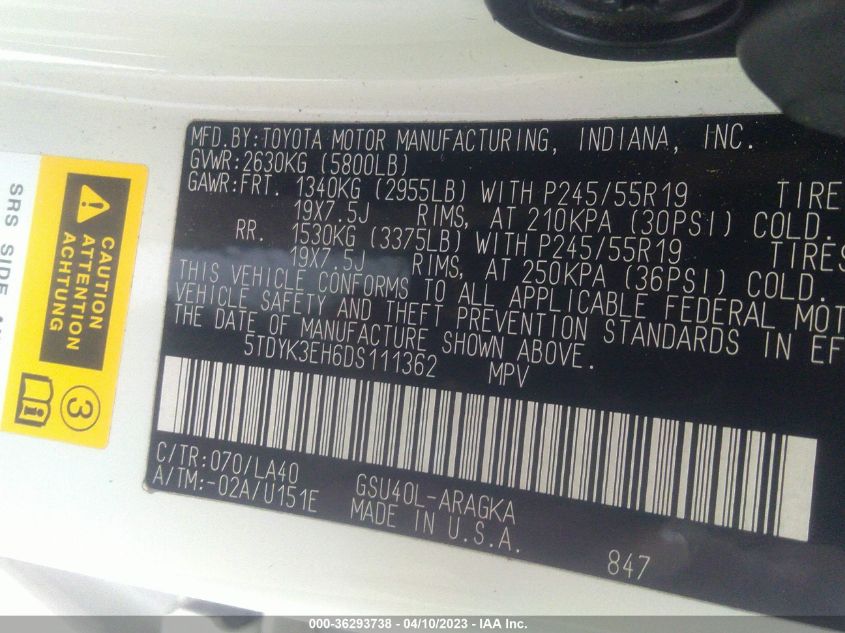 MFD.BY:TOYOTA MOTOR MANUFACTURING, INDIANA, INC.
GVWR:2630KG (5800LB)
GAWR:FRT. 1340KG (2955LB) WITH P245/55R19 TIRE
19X7.5J RIMS, AT 210KPA (30PSI) COLD.
RR. 1530KG (3375LB) WITH P245/55R19 TIRES
19X7.5J RIMS, AT 250KPA (36PSI) COLD.
THIS VEHICLE CONFORMS TO ALL APPLICABLE FEDERAL MOT
VEHICLE SAFETY AND THEFT PREVENTION STANDARDS IN EF
THE DATE OF MANUFACTURE SHOWN ABOVE.
5TDYK3EH6DS111362 MPV
C/TR:070/LA40
A/TM:-02A/U151E
GSU40L-ARAGKA
MADE IN U.S.A.
847
CAUTION
ATTENTION
ACHTUNG
3
SRS SIDE
000-36293738 - 04/10/2023 - IAA Inc.